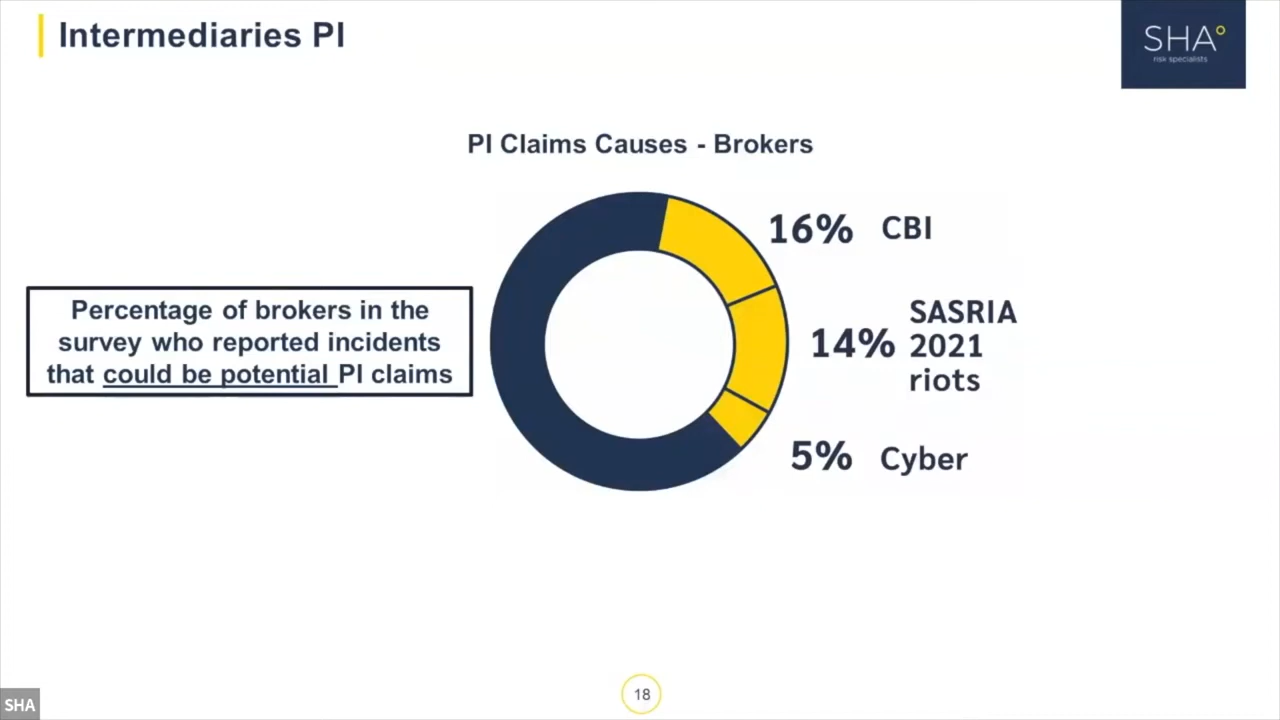 Intermediaries PI
SHA
risk specialists
PI Claims Causes - Brokers
16% CBI
Percentage of brokers in the
survey who reported incidents
that could be potential PI claims
14%
SASRIA
2021
riots
5% Cyber
18
SHA